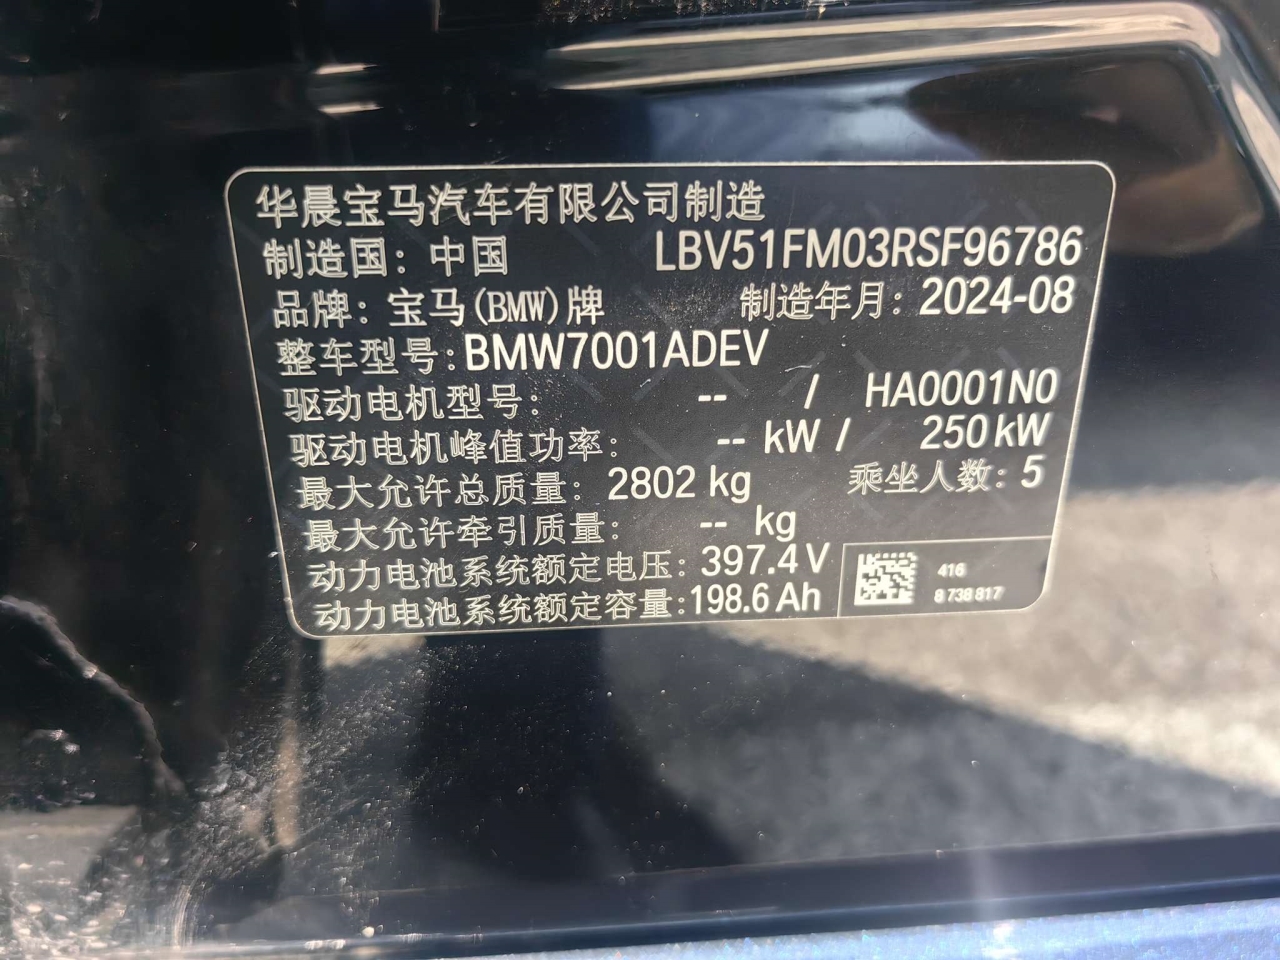 华晨宝马汽车有限公司制造
制造国：中国 LBV51FM03RSF96786
品牌：宝马(BMW)牌 制造年月：2024-08
整车型号：BMW7001ADEV
驱动电机型号： -- / HA0001N0
驱动电机峰值功率： -- kW / 250 kW
最大允许总质量：2802 kg 乘坐人数：5
最大允许牵引质量： -- kg
动力电池系统额定电压：397.4 V
动力电池系统额定容量：198.6 Ah
416
8 738 817